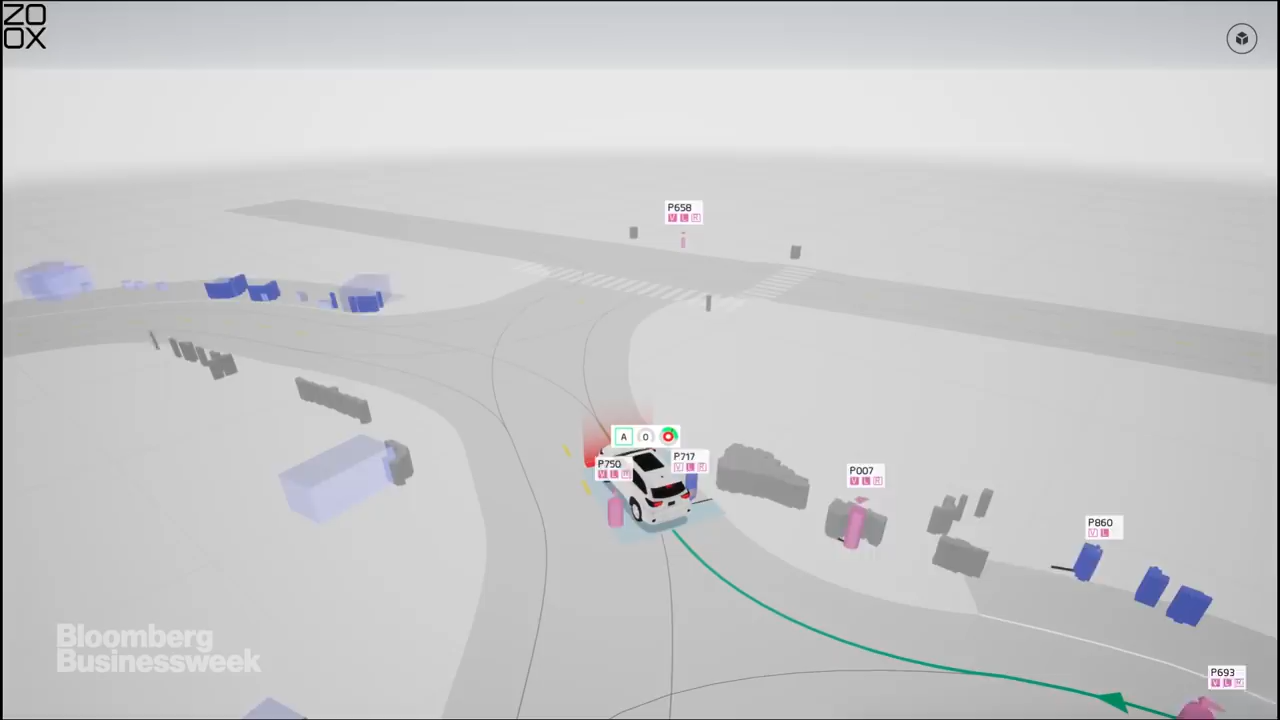 ZO
OX
P658
V L R
A 0
P750
V L R
P717
V L R
P007
V L R
P860
V L
P693
V L R
Bloomberg
Businessweek